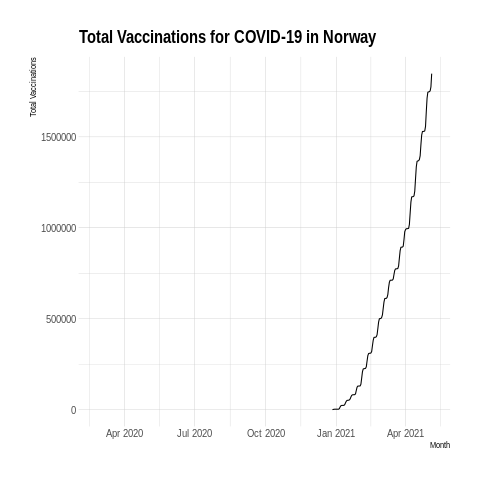 Total Vaccinations for COVID-19 in Norway
Total Vaccinations
1500000
1000000
500000
0
Apr 2020 Jul 2020 Oct 2020 Jan 2021 Apr 2021
Month